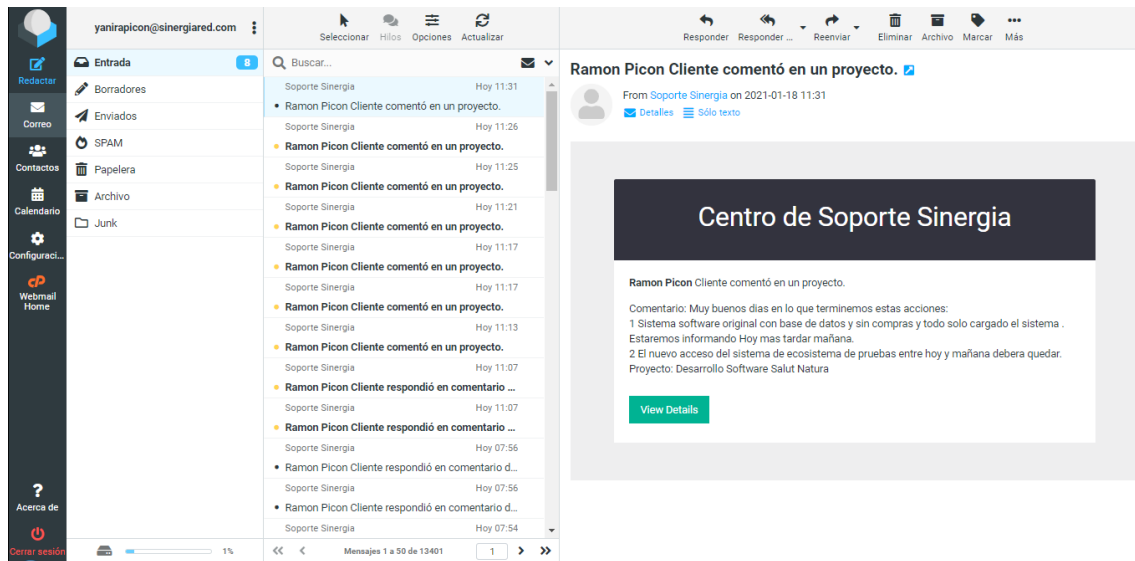 yanirapicon@sinergiared.com
Seleccionar Hilos Opciones Actualizar
Responder Responder ... Reenviar Eliminar Archivo Marcar Más
Redactar
Correo
Contactos
Calendario
Configuraci...
cP
Webmail
Home
Acerca de
Cerrar sesión
Entrada 8
Borradores
Enviados
SPAM
Papelera
Archivo
Junk
1%
Buscar...
Soporte Sinergia Hoy 11:31
Ramon Picon Cliente comentó en un proyecto.
Soporte Sinergia Hoy 11:26
Ramon Picon Cliente comentó en un proyecto.
Soporte Sinergia Hoy 11:25
Ramon Picon Cliente comentó en un proyecto.
Soporte Sinergia Hoy 11:21
Ramon Picon Cliente comentó en un proyecto.
Soporte Sinergia Hoy 11:17
Ramon Picon Cliente comentó en un proyecto.
Soporte Sinergia Hoy 11:17
Ramon Picon Cliente comentó en un proyecto.
Soporte Sinergia Hoy 11:13
Ramon Picon Cliente comentó en un proyecto.
Soporte Sinergia Hoy 11:07
Ramon Picon Cliente respondió en comentario ...
Soporte Sinergia Hoy 11:07
Ramon Picon Cliente respondió en comentario ...
Soporte Sinergia Hoy 07:56
Ramon Picon Cliente respondió en comentario d...
Soporte Sinergia Hoy 07:56
Ramon Picon Cliente respondió en comentario d...
Soporte Sinergia Hoy 07:54
Mensajes 1 a 50 de 13401 1
Ramon Picon Cliente comentó en un proyecto.
From Soporte Sinergia on 2021-01-18 11:31
Detalles Sólo texto
Centro de Soporte Sinergia
Ramon Picon Cliente comentó en un proyecto.
Comentario: Muy buenos dias en lo que terminemos estas acciones:
1 Sistema software original con base de datos y sin compras y todo solo cargado el sistema .
Estaremos informando Hoy mas tardar mañana.
2 El nuevo acceso del sistema de ecosistema de pruebas entre hoy y mañana debera quedar.
Proyecto: Desarrollo Software Salut Natura
View Details